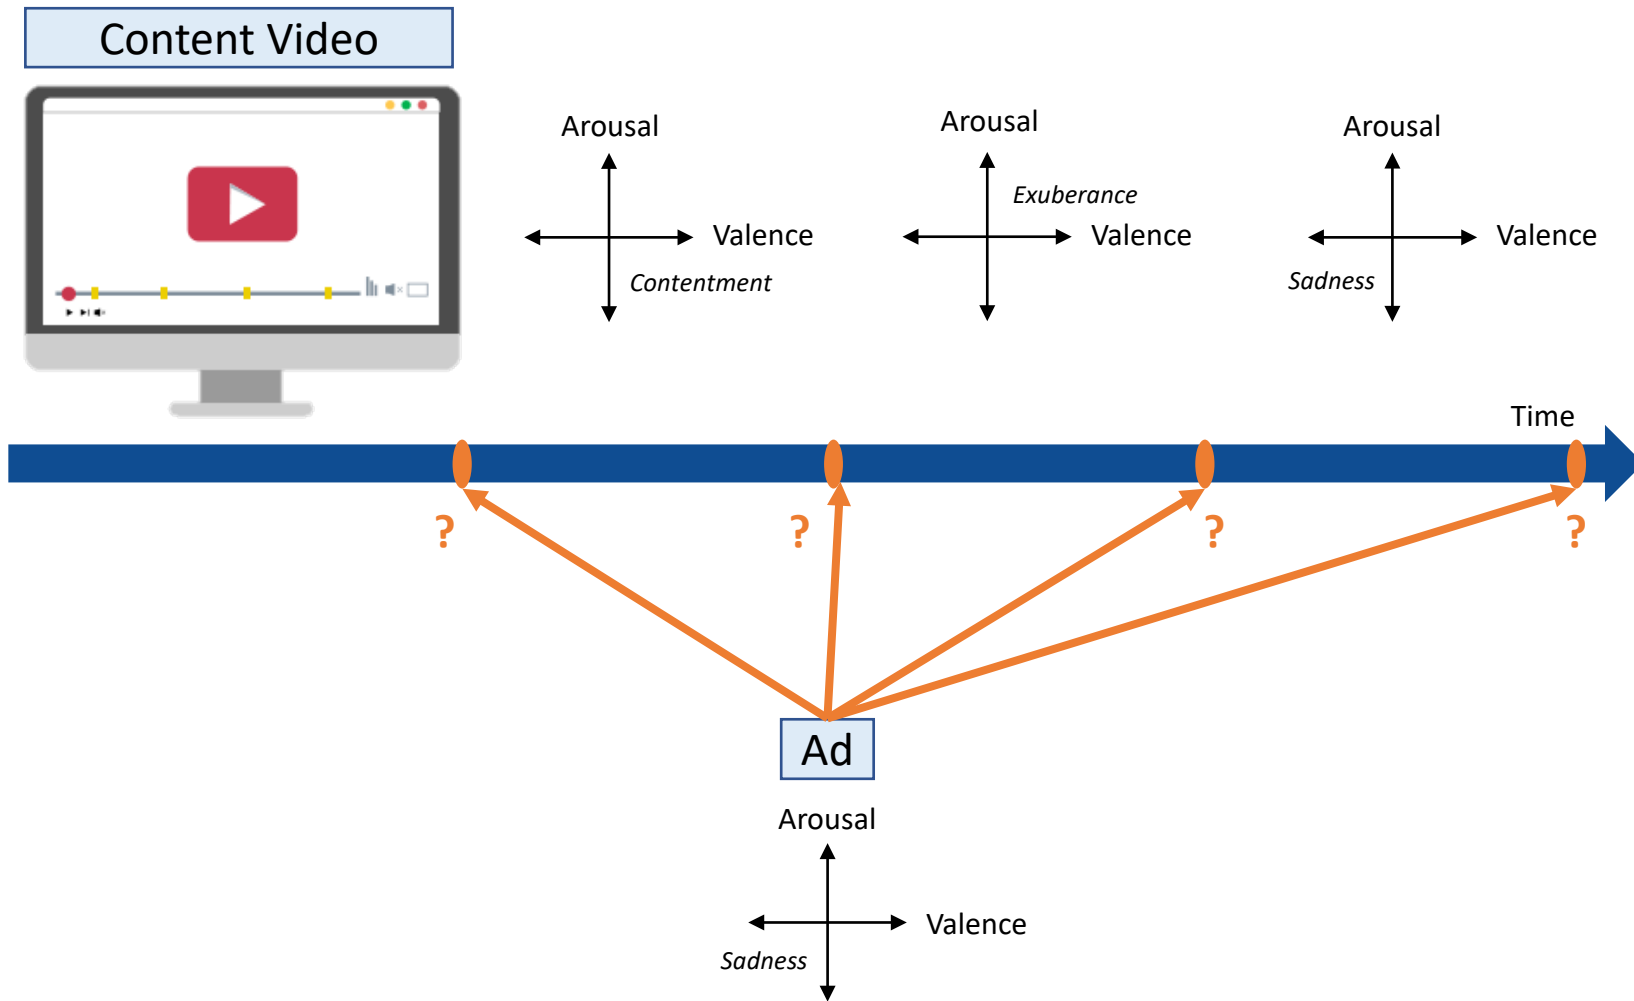 Content Video
Arousal
Valence
Contentment
Arousal
Exuberance
Valence
Arousal
Valence
Sadness
Time
?
?
?
?
Ad
Arousal
Valence
Sadness